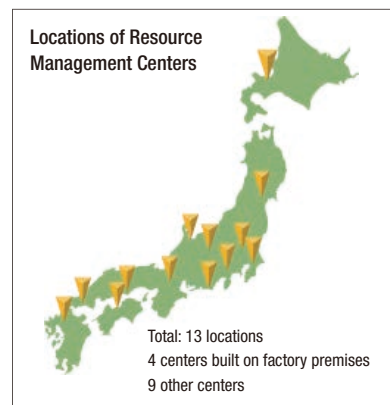 Locations of Resource
Management Centers
Total: 13 locations
4 centers built on factory premises
9 other centers